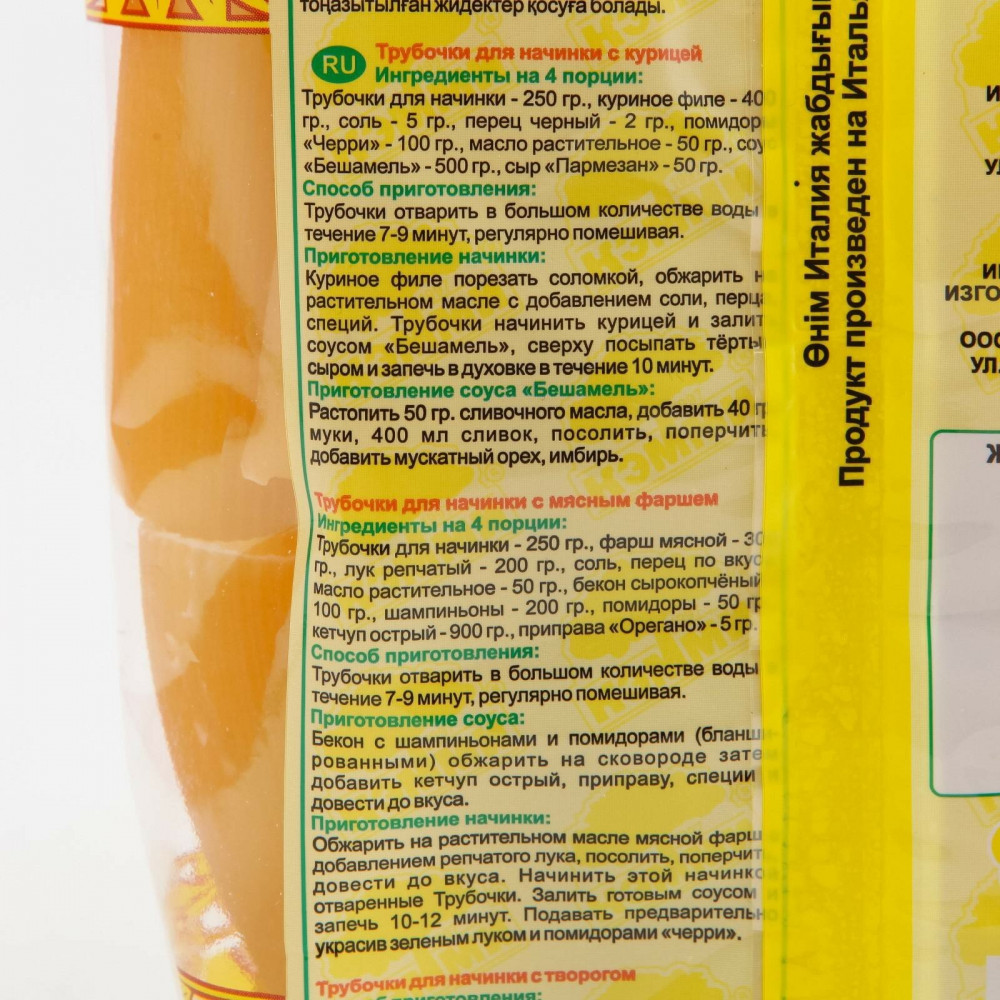 тоңазытылған жидектер қосуға болады.
RU
Трубочки для начинки с курицей
Ингредиенты на 4 порции:
Трубочки для начинки - 250 гр., куриное филе - 40
гр., соль - 5 гр., перец черный - 2 гр., помидор
«Черри» - 100 гр., масло растительное - 50 гр., соу
«Бешамель» - 500 гр., сыр «Пармезан» - 50 гр.
Способ приготовления:
Трубочки отварить в большом количестве воды
течение 7-9 минут, регулярно помешивая.
Приготовление начинки:
Куриное филе порезать соломкой, обжарить н
растительном масле с добавлением соли, перц
специй. Трубочки начинить курицей и залит
соусом «Бешамель», сверху посыпать тёрты
сыром и запечь в духовке в течение 10 минут.
Приготовление соуса «Бешамель»:
Растопить 50 гр. сливочного масла, добавить 40 г
муки, 400 мл сливок, посолить, поперчить
добавить мускатный орех, имбирь.
Трубочки для начинки с мясным фаршем
Ингредиенты на 4 порции:
Трубочки для начинки - 250 гр., фарш мясной - 30
гр., лук репчатый - 200 гр., соль, перец по вкус
масло растительное - 50 гр., бекон сырокопчёный
100 гр., шампиньоны - 200 гр., помидоры - 50 гр
кетчуп острый - 900 гр., приправа «Орегано» - 5 гр.
Способ приготовления:
Трубочки отварить в большом количестве воды
течение 7-9 минут, регулярно помешивая.
Приготовление соуса:
Бекон с шампиньонами и помидорами (бланши-
рованными) обжарить на сковороде зате
добавить кетчуп острый, приправу, специи
довести до вкуса.
Приготовление начинки:
Обжарить на растительном масле мясной фарш
добавлением репчатого лука, посолить, поперчит
довести до вкуса. Начинить этой начинко
отваренные Трубочки. Залить готовым соусом
запечь 10-12 минут. Подавать предварительно
украсив зеленым луком и помидорами «черри».
Трубочки для начинки с творогом
приготовления:
Өнім Италия жабдығы
Продукт произведен на Италь
ИЗГО
ООО
УЛ.